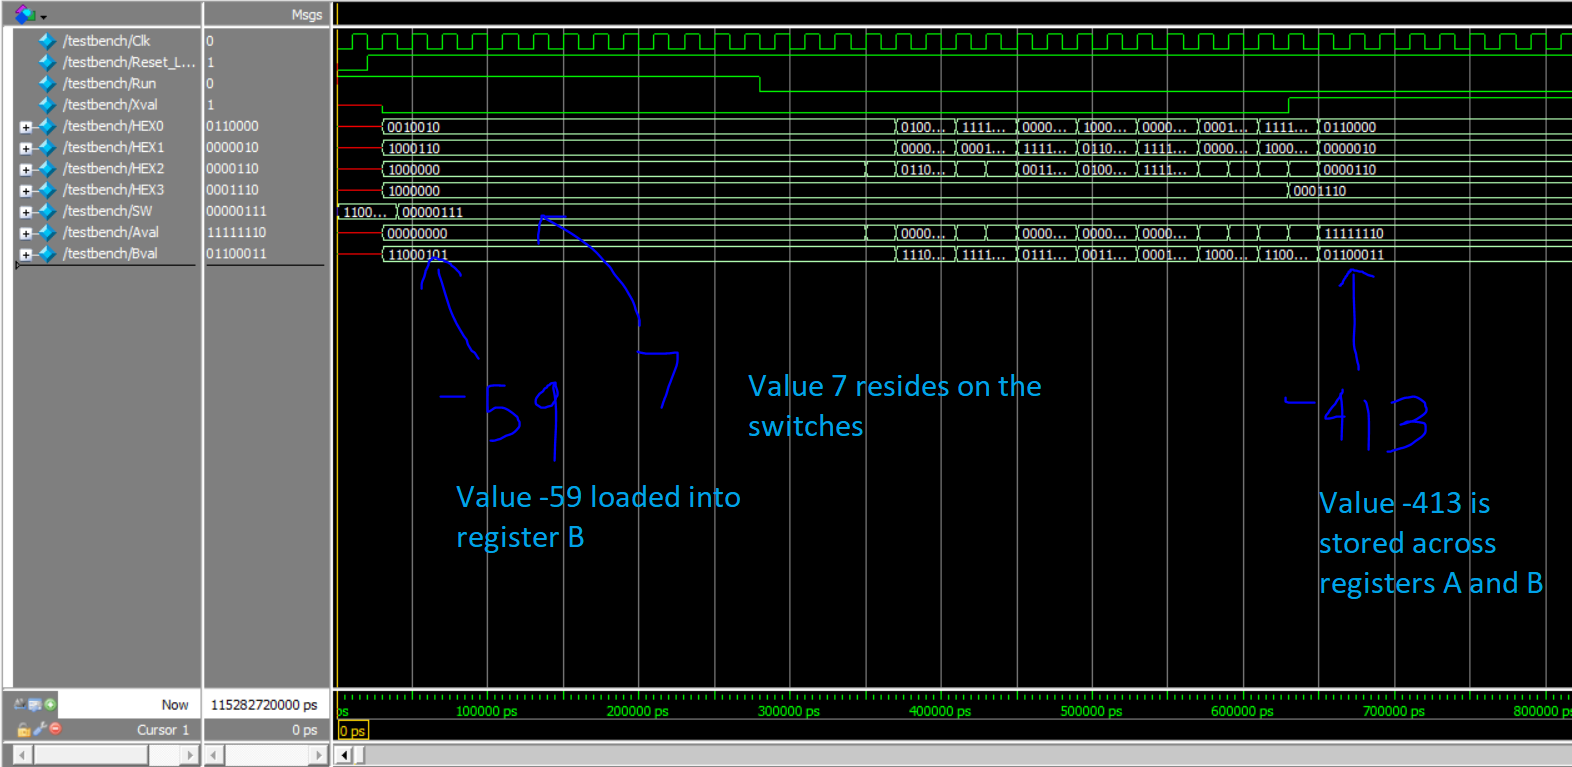 Msgs
/testbench/Clk 0
/testbench/Reset_L... 1
/testbench/Run 0
/testbench/Xval 1
/testbench/HEX0 0110000 0010010 0100... 1111... 0000... 1000... 0000... 0001... 1111... 0110000
/testbench/HEX1 0000010 1000110 0000... 0001... 1111... 0110... 1111... 0000... 1000... 0000010
/testbench/HEX2 0000110 1000000 0110... 0011... 0100... 1111... 0000110
/testbench/HEX3 0001110 1000000 0001110
/testbench/SW 00000111 1100... 00000111
/testbench/Aval 11111110 00000000 0000... 0000... 0000... 0000... 11111110
/testbench/Bval 01100011 11000101 1110... 1111... 0111... 0011... 0001... 1000... 1100... 01100011
7
-59
-413
Value 7 resides on the
switches
Value -59 loaded into
register B
Value -413 is
stored across
registers A and B
Now 115282720000 ps
ps 100000 ps 200000 ps 300000 ps 400000 ps 500000 ps 600000 ps 700000 ps 800000 p
Cursor 1 0 ps 0 ps